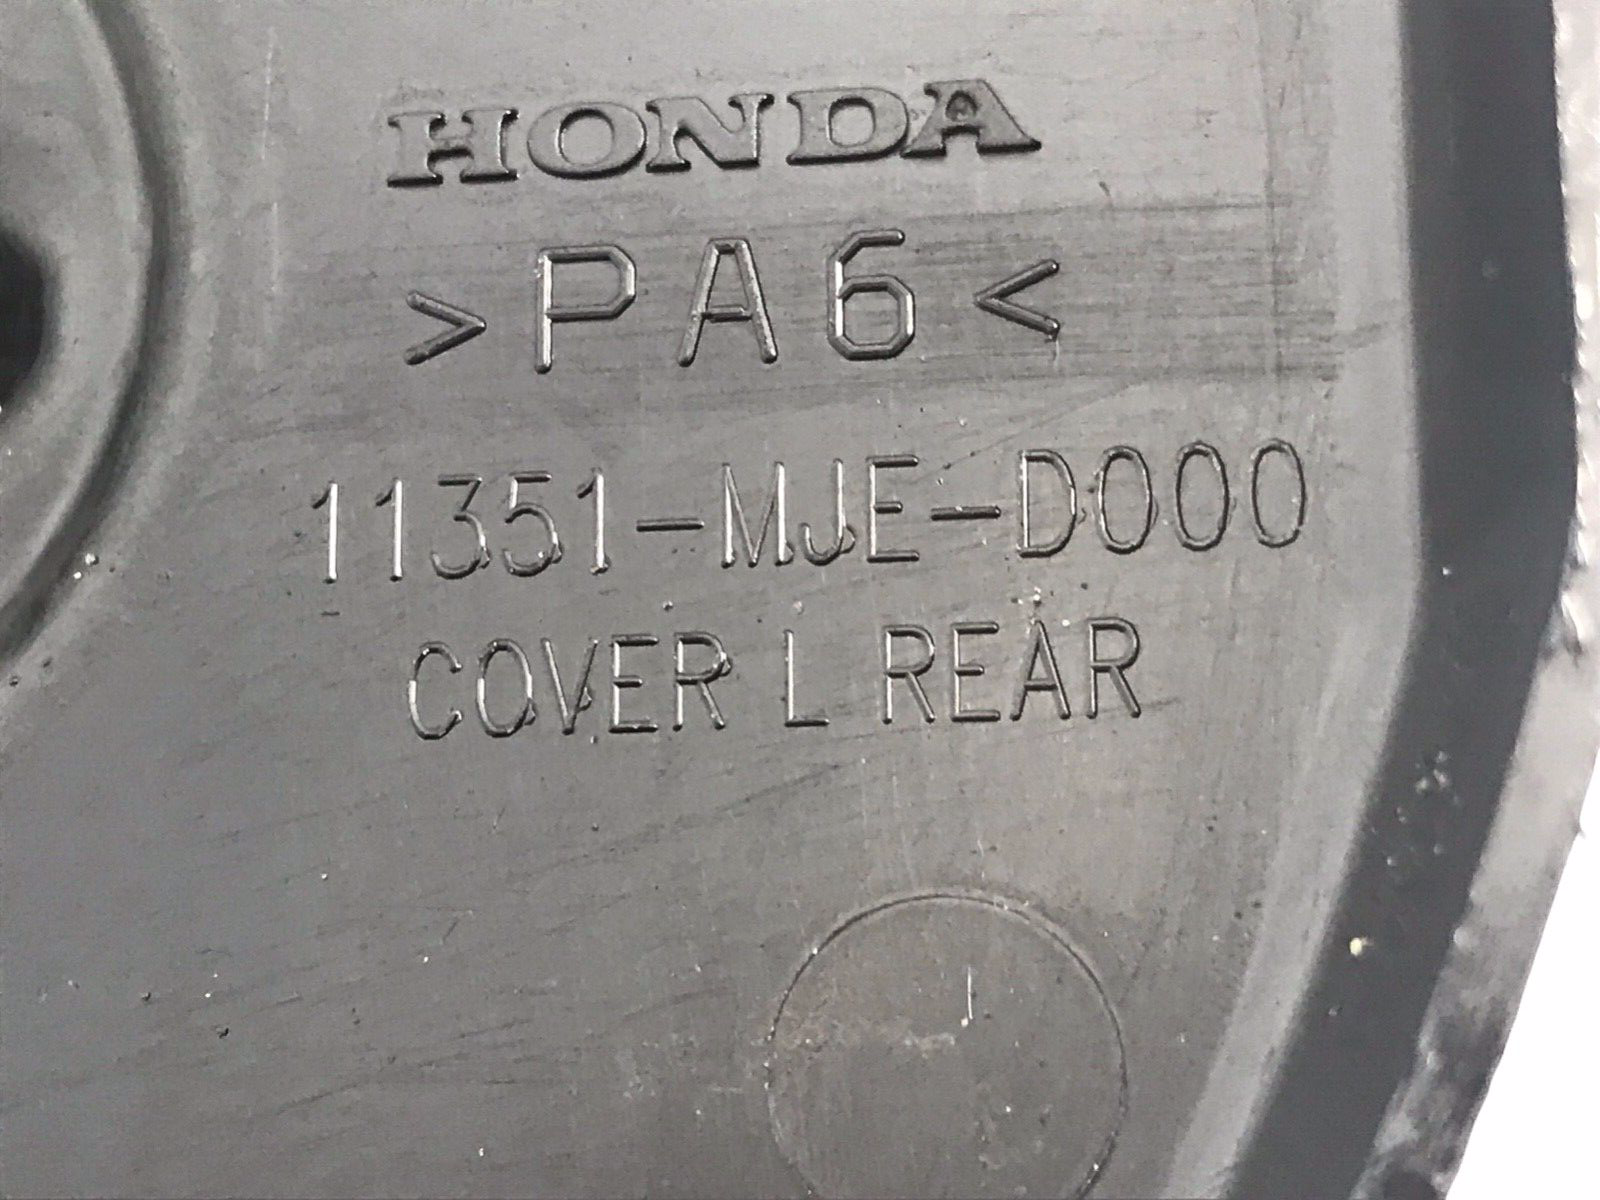 HONDA
>PA6<
11351-MJE-D000
COVER L REAR